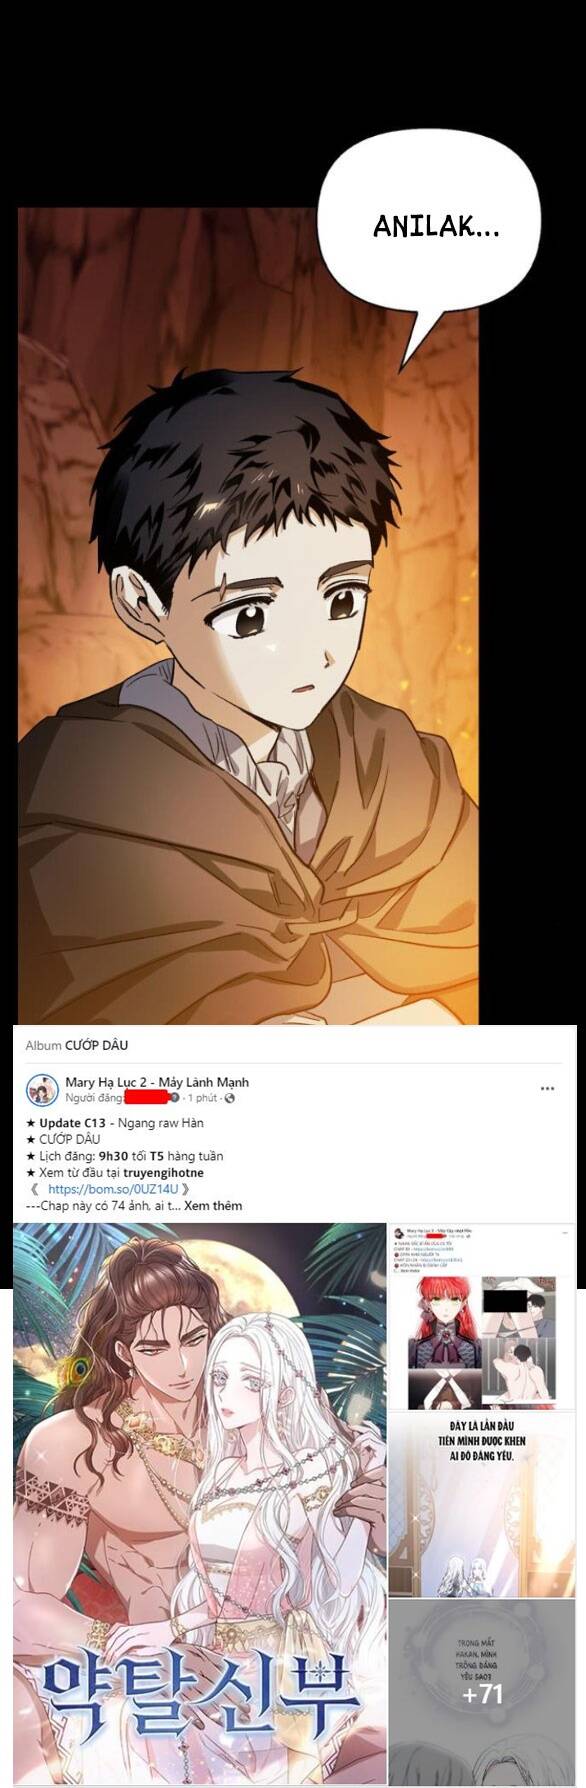 ANILAK...
Album CƯỚP DÂU
Mary Hạ Lục 2 - Mây Lành Mạnh
Người đăng: · 1 phút ·
★ Update C13 - Ngang raw Hàn
★ CƯỚP DÂU
★ Lịch đăng: 9h30 tối T5 hàng tuần
★ Xem từ đầu tại truyengihotne
《 https://bom.so/0UZ14U 》
---Chap này có 74 ảnh, ai t... Xem thêm
약탈신부
ĐÂY LÀ LẦN ĐẦU
TIÊN MÌNH ĐƯỢC KHEN
AI ĐÓ ĐÁNG YÊU.
TRONG MẮT
HAKAN, MÌNH
TRÔNG ĐÁNG
YÊU SAO?
+71